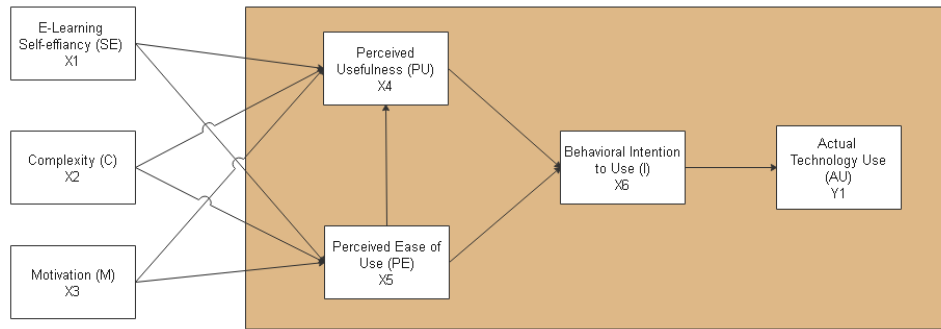 E-Learning
Self-effiancy (SE)
X1
Complexity (C)
X2
Motivation (M)
X3
Perceived
Usefulness (PU)
X4
Perceived Ease of
Use (PE)
X5
Behavioral Intention
to Use (I)
X6
Actual
Technology Use
(AU)
Y1